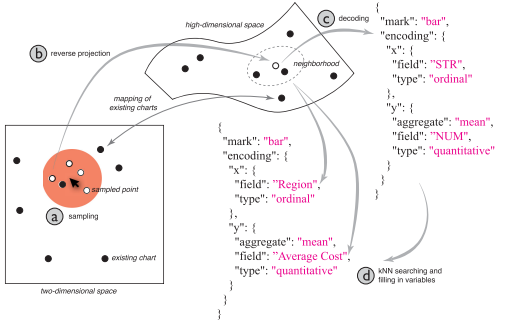 high-dimensional space
c decoding
b reverse projection
neighborhood
mapping of
existing charts
sampled point
a sampling
existing chart
two-dimensional space
{
"mark": "bar",
"encoding": {
"x": {
"field": "STR",
"type": "ordinal"
},
"y": {
"aggregate": "mean",
"field": "NUM",
"type": "quantitative"
}
}
}
{
"mark": "bar",
"encoding": {
"x": {
"field": "Region",
"type": "ordinal"
},
"y": {
"aggregate": "mean",
"field": "Average Cost",
"type": "quantitative"
}
}
}
d kNN searching and
filling in variables